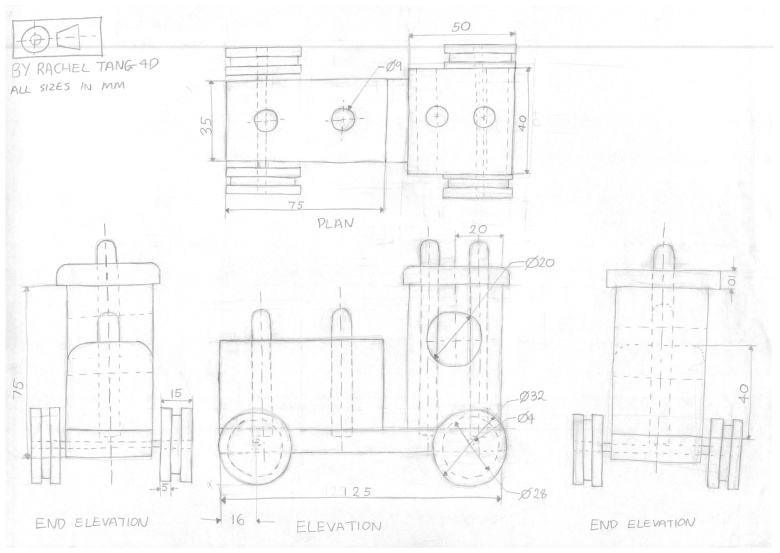 BY RACHEL TANG-4D
ALL SIZES IN MM
50
Ø9
35
40
75
PLAN
20
Ø20
10
75
15
40
Ø32
Ø4
5
Ø28
125
16
END ELEVATION
ELEVATION
END ELEVATION